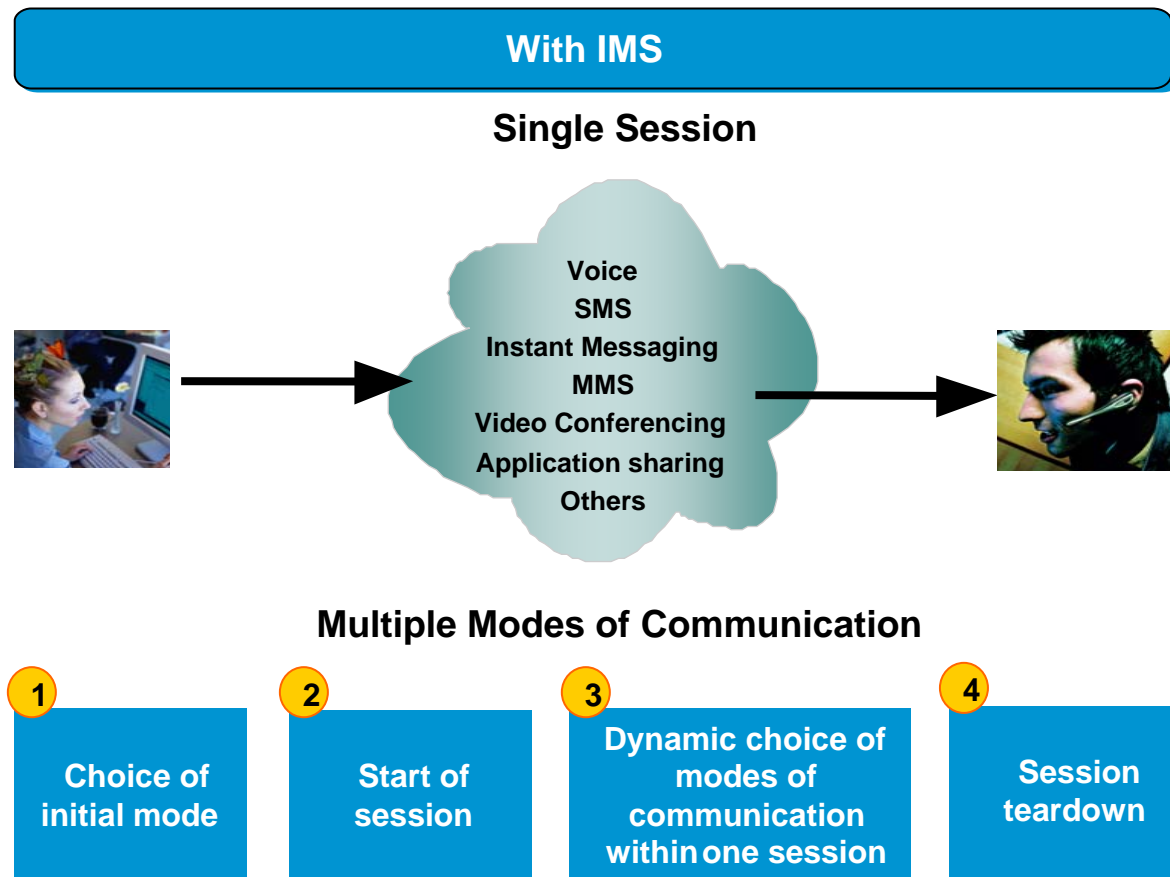 With IMS
Single Session
Voice
SMS
Instant Messaging
MMS
Video Conferencing
Application sharing
Others
Multiple Modes of Communication
1
Choice of
initial mode
2
Start of
session
3
Dynamic choice of
modes of
communication
within one session
4
Session
teardown